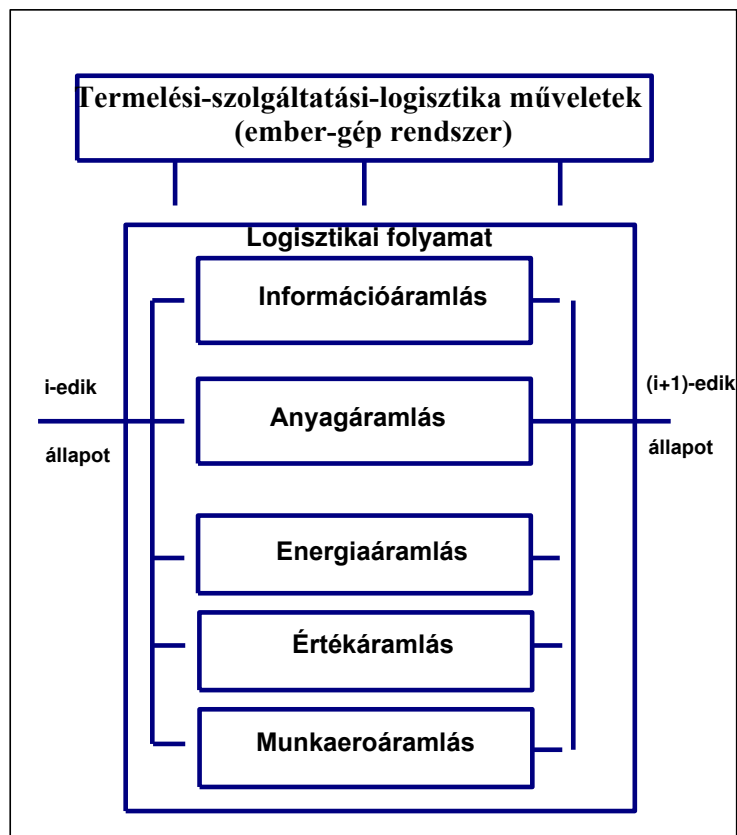 Termelési-szolgáltatási-logisztika műveletek
(ember-gép rendszer)
Logisztikai folyamat
Információáramlás
i-edik
állapot
Anyagáramlás
(i+1)-edik
állapot
Energiaáramlás
Értékáramlás
Munkaeroáramlás